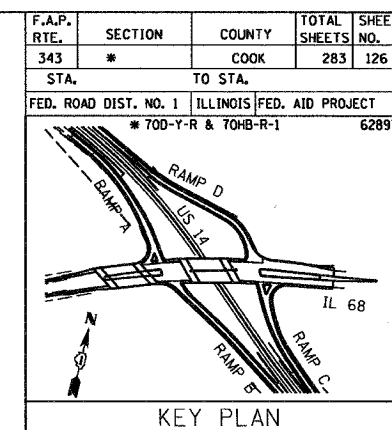 F.A.P. RTE. SECTION COUNTY TOTAL SHEETS SHEE NO.
343 * COOK 283 126
STA. TO STA.
FED. ROAD DIST. NO. 1 ILLINOIS FED. AID PROJECT
* 70D-Y-R & 70HB-R-1 6289
RAMP D
RAMP A
US 14
IL 68
N
RAMP B
RAMP C
KEY PLAN